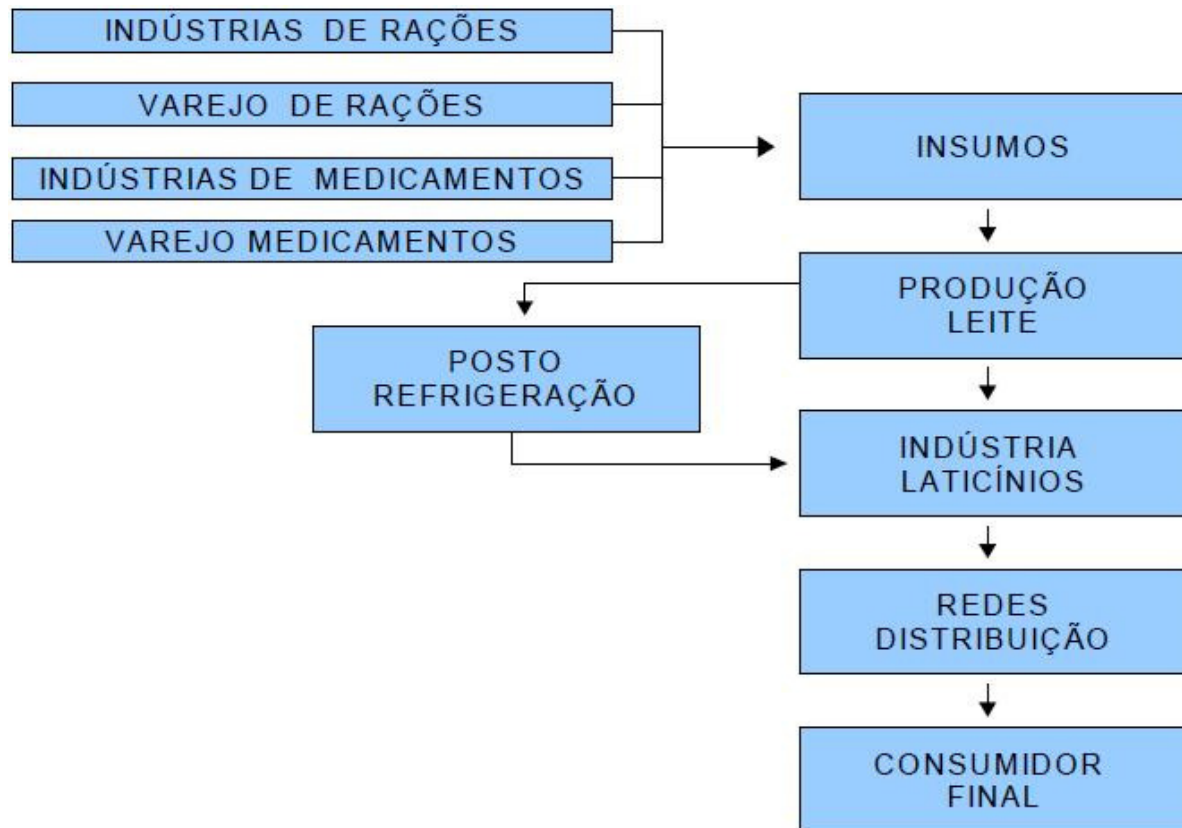 INDÚSTRIAS DE RAÇÕES
VAREJO DE RAÇÕES
INDÚSTRIAS DE MEDICAMENTOS
VAREJO MEDICAMENTOS
INSUMOS
PRODUÇÃO
LEITE
POSTO
REFRIGERAÇÃO
INDÚSTRIA
LATICÍNIOS
REDES
DISTRIBUIÇÃO
CONSUMIDOR
FINAL